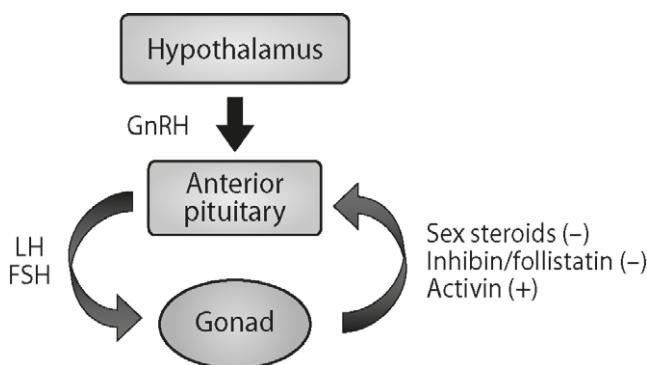 Hypothalamus
GnRH
Anterior
pituitary
LH
FSH
Sex steroids (–)
Inhibin/follistatin (–)
Activin (+)
Gonad